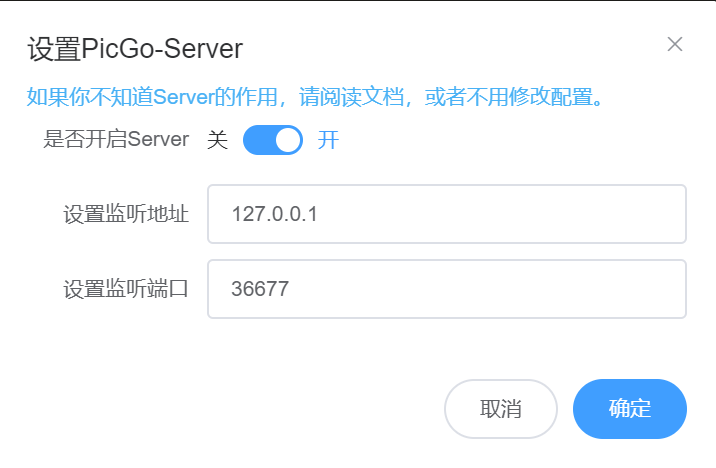 设置PicGo-Server
如果你不知道Server的作用，请阅读文档，或者不用修改配置。
是否开启Server 关 开
设置监听地址 127.0.0.1
设置监听端口 36677
取消 确定